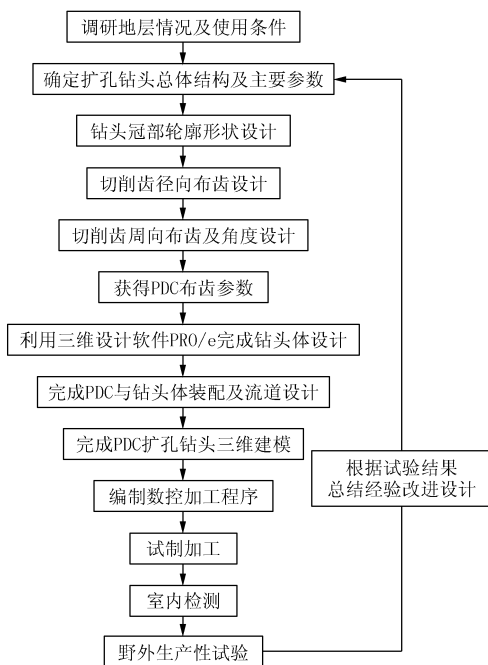 调研地层情况及使用条件
确定扩孔钻头总体结构及主要参数
钻头冠部轮廓形状设计
切削齿径向布齿设计
切削齿周向布齿及角度设计
获得PDC布齿参数
利用三维设计软件PRO/e完成钻头体设计
完成PDC与钻头体装配及流道设计
完成PDC扩孔钻头三维建模
编制数控加工程序
试制加工
室内检测
野外生产性试验
根据试验结果
总结经验改进设计